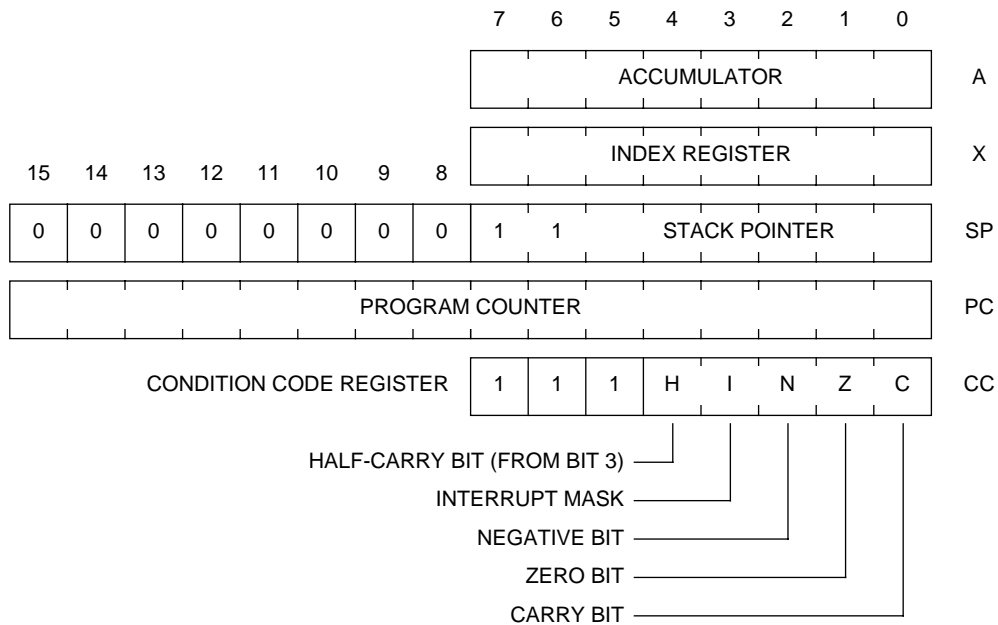 7 6 5 4 3 2 1 0
ACCUMULATOR A
INDEX REGISTER X
15 14 13 12 11 10 9 8
0 0 0 0 0 0 0 0 1 1 STACK POINTER SP
PROGRAM COUNTER PC
CONDITION CODE REGISTER 1 1 1 H I N Z C CC
HALF-CARRY BIT (FROM BIT 3)
INTERRUPT MASK
NEGATIVE BIT
ZERO BIT
CARRY BIT